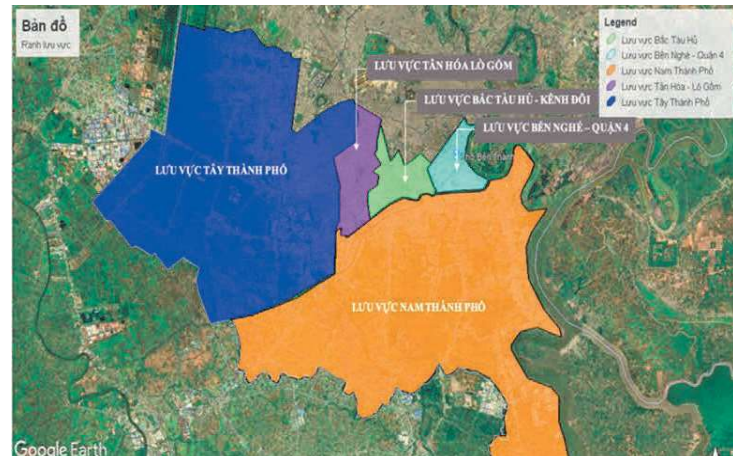 Bản đồ
Ranh lưu vực
Legend
Lưu vực Bắc Tàu Hủ
Lưu vực Bến Nghé - Quận 4
Lưu vực Nam Thành Phố
Lưu vực Tân Hóa - Lò Gốm
Lưu vực Tây Thành Phố
LƯU VỰC TÂN HÓA LÒ GỐM
LƯU VỰC BẮC TÀU HỦ - KÊNH ĐÔI
LƯU VỰC BẾN NGHÉ – QUẬN 4
Bến Thành
LƯU VỰC TÂY THÀNH PHỐ
LƯU VỰC NAM THÀNH PHỐ
Google Earth